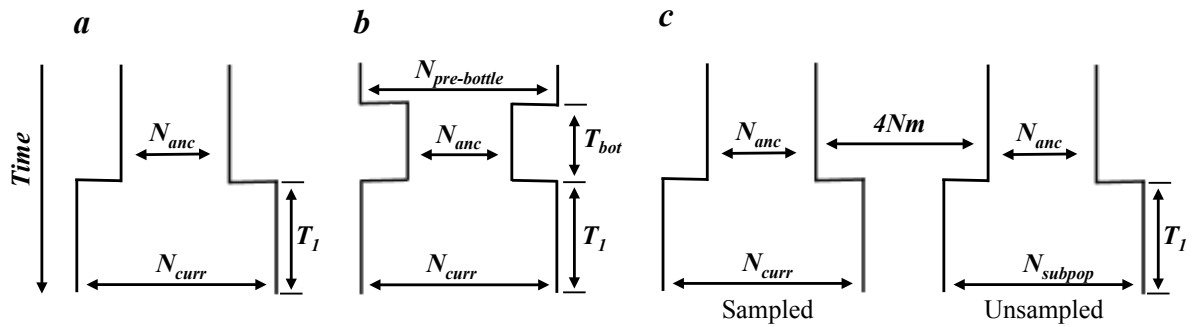 a
b
c
Time
N_anc
T_1
N_curr
N_pre-bottle
N_anc
T_bot
T_1
N_curr
N_anc
4Nm
N_anc
T_1
N_curr
N_subpop
Sampled
Unsampled